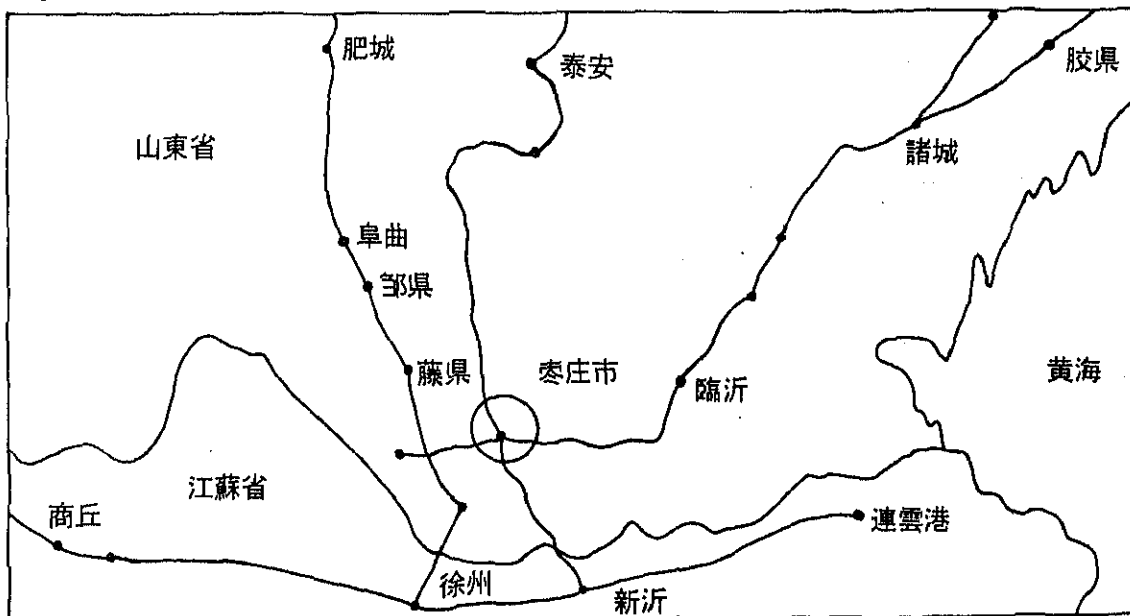 肥城
泰安
胶県
山東省
諸城
阜曲
邹県
藤県
枣庄市
臨沂
黄海
江蘇省
商丘
連雲港
徐州
新沂